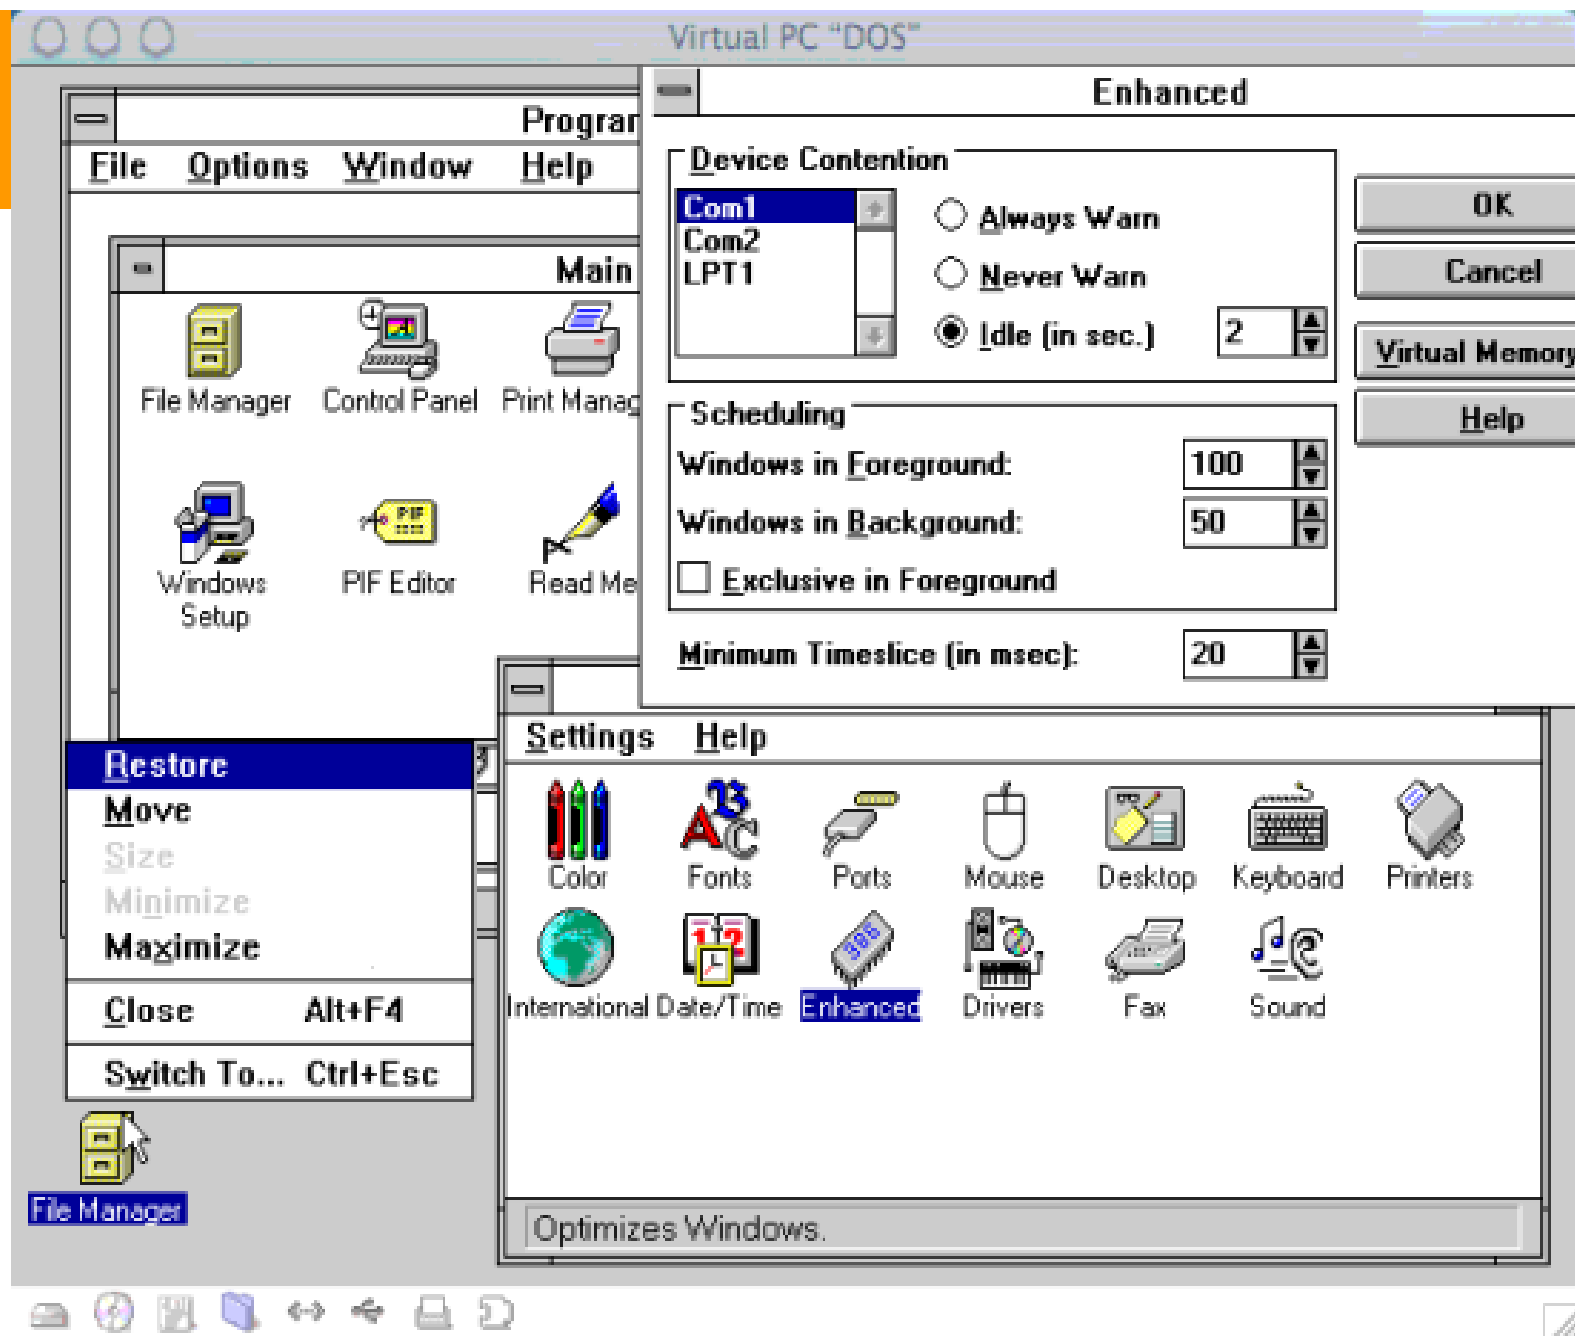 Virtual PC “DOS”
Enhanced
File Options Window Help
Main
File Manager
Control Panel
Windows Setup
PIF Editor
Read Me
Device Contention
Com1
Com2
LPT1
Always Warn
Never Warn
Idle (in sec.) 2
OK
Cancel
Virtual Memory
Help
Scheduling
Windows in Foreground: 100
Windows in Background: 50
Exclusive in Foreground
Minimum Timeslice (in msec): 20
Restore
Move
Size
Minimize
Maximize
Close Alt+F4
Switch To... Ctrl+Esc
File Manager
Settings Help
Color
Fonts
Ports
Mouse
Desktop
Keyboard
Printers
International
Date/Time
386
Enhanced
Drivers
Fax
Sound
Optimizes Windows.